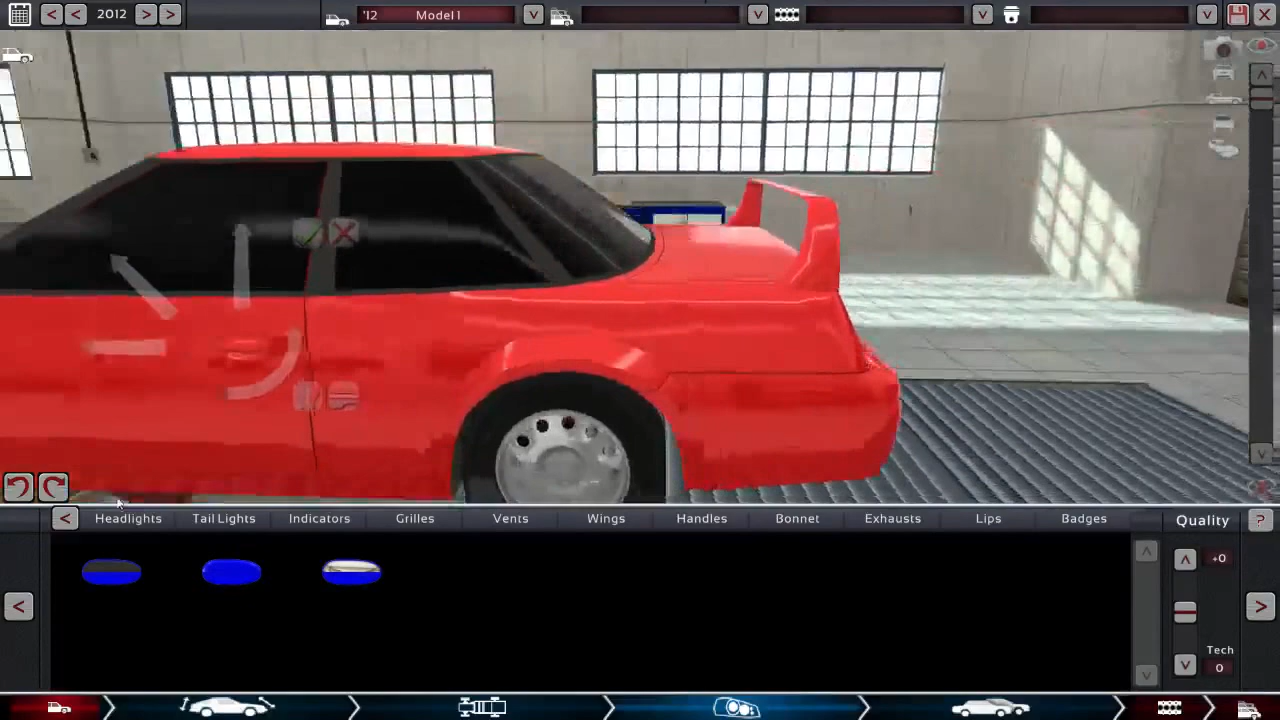 2012 '12 Model 1
Headlights Tail Lights Indicators Grilles Vents Wings Handles Bonnet Exhausts Lips Badges Quality ?
+0
Tech
0